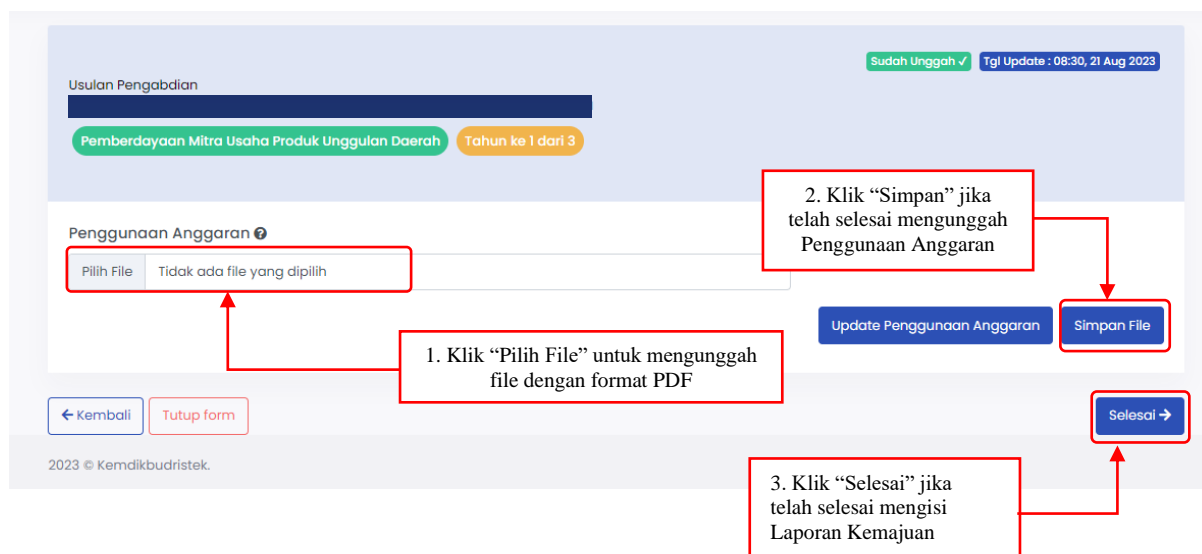 Sudah Unggah ✓ Tgl Update : 08:30, 21 Aug 2023
Usulan Pengabdian
Pemberdayaan Mitra Usaha Produk Unggulan Daerah Tahun ke 1 dari 3
2. Klik “Simpan” jika
telah selesai mengunggah
Penggunaan Anggaran
Penggunaan Anggaran
Pilih File Tidak ada file yang dipilih
Update Penggunaan Anggaran Simpan File
1. Klik “Pilih File” untuk mengunggah
file dengan format PDF
← Kembali Tutup form Selesai →
2023 © Kemdikbudristek.
3. Klik “Selesai” jika
telah selesai mengisi
Laporan Kemajuan